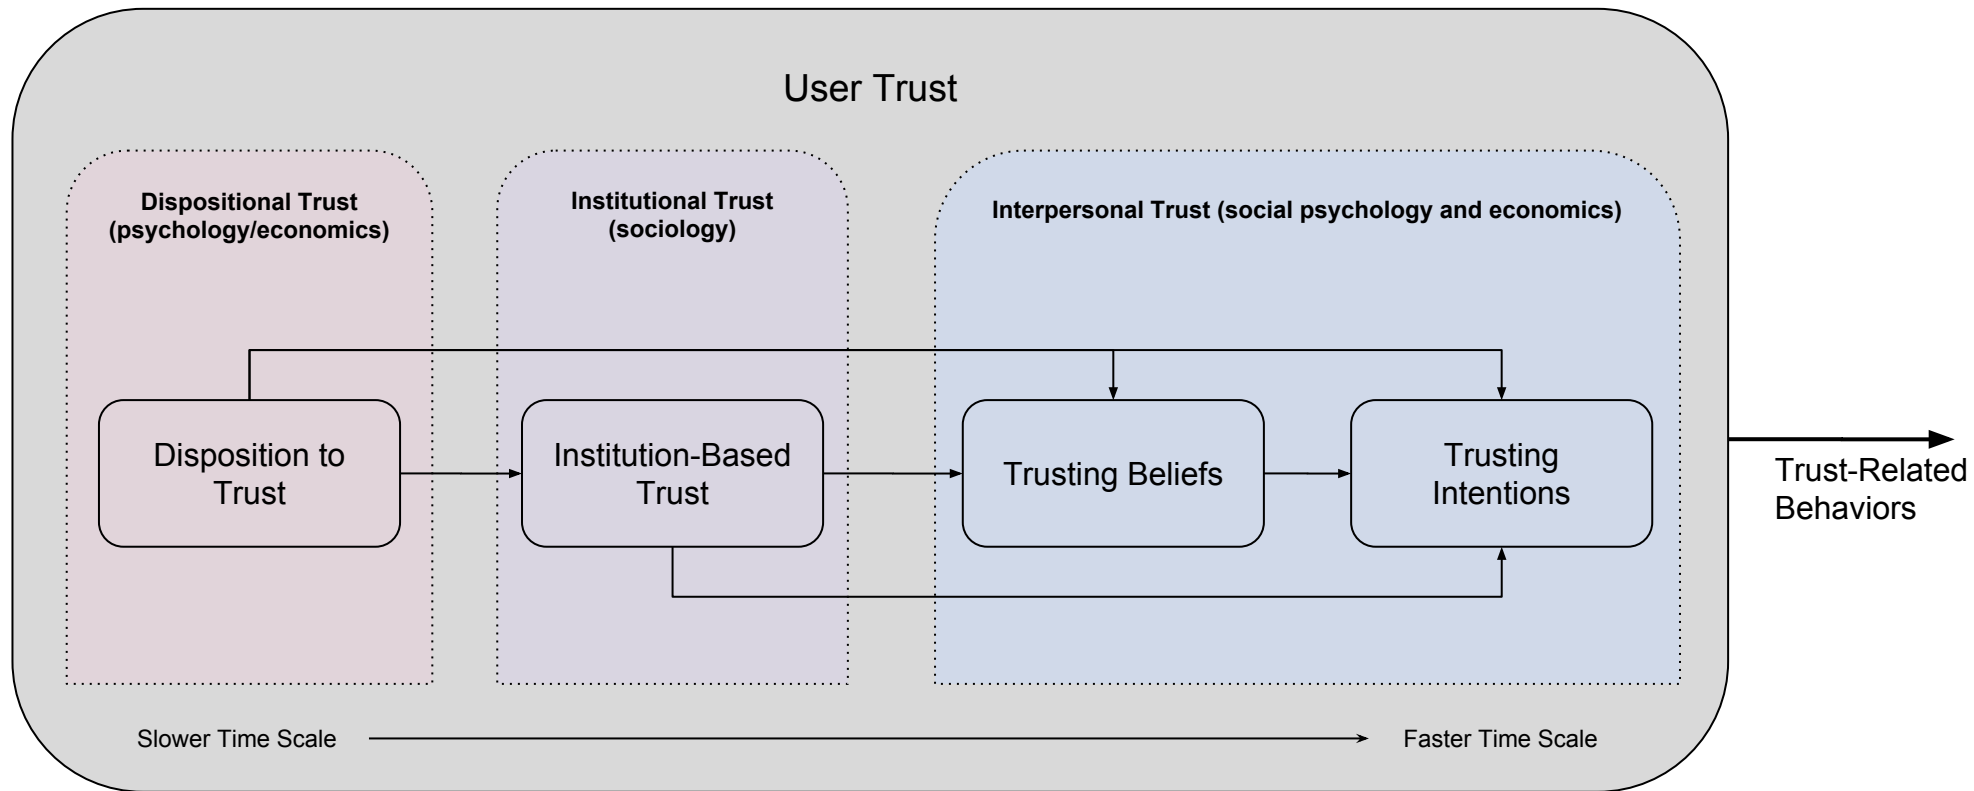 User Trust
Dispositional Trust
(psychology/economics)
Institutional Trust
(sociology)
Interpersonal Trust (social psychology and economics)
Disposition to
Trust
Institution-Based
Trust
Trusting Beliefs
Trusting
Intentions
Trust-Related
Behaviors
Slower Time Scale
Faster Time Scale